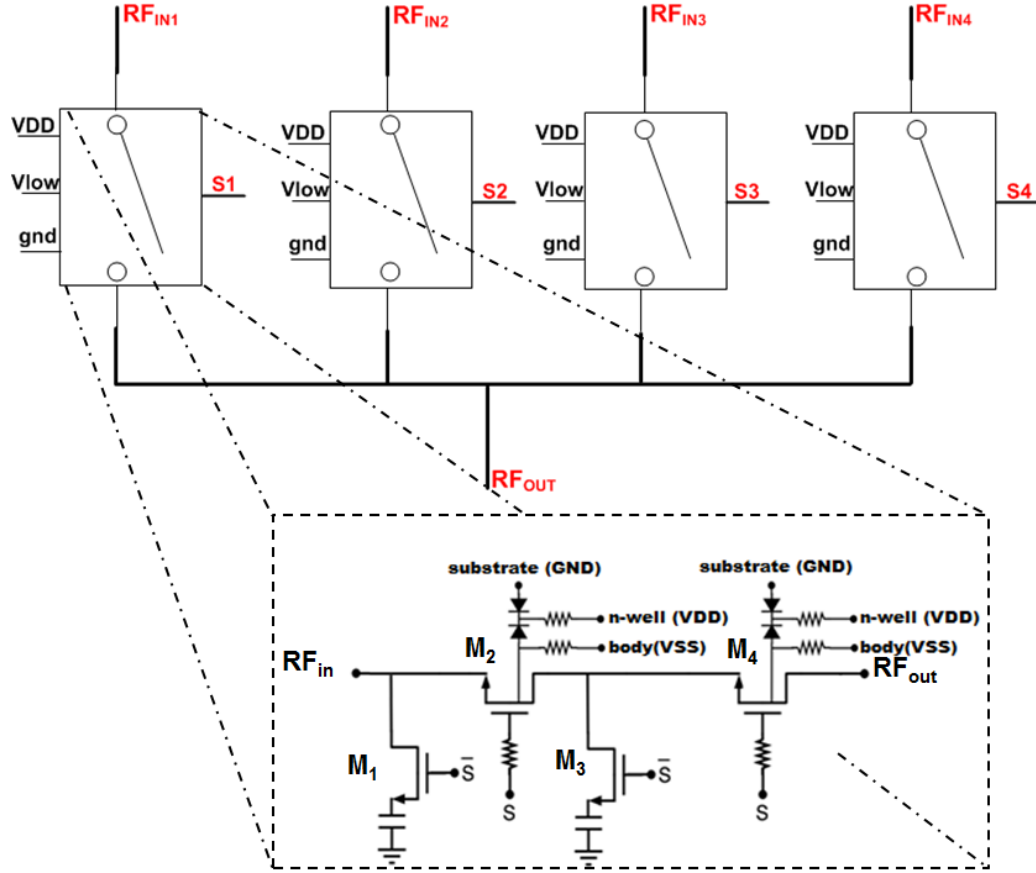 RFIN1
RFIN2
RFIN3
RFIN4
VDD
Vlow
gnd
S1
VDD
Vlow
gnd
S2
VDD
Vlow
gnd
S3
VDD
Vlow
gnd
S4
RFOUT
substrate (GND)
substrate (GND)
n-well (VDD)
n-well (VDD)
body(VSS)
body(VSS)
M2
M4
RFin
RFout
M1
S̅
M3
S̅
S
S